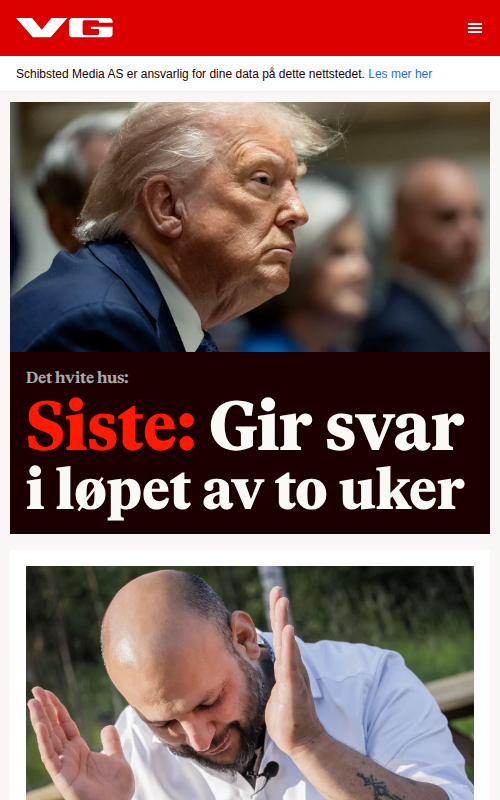 VG
Schibsted Media AS er ansvarlig for dine data på dette nettstedet. Les mer her
Det hvite hus:
Siste: Gir svar
i løpet av to uker